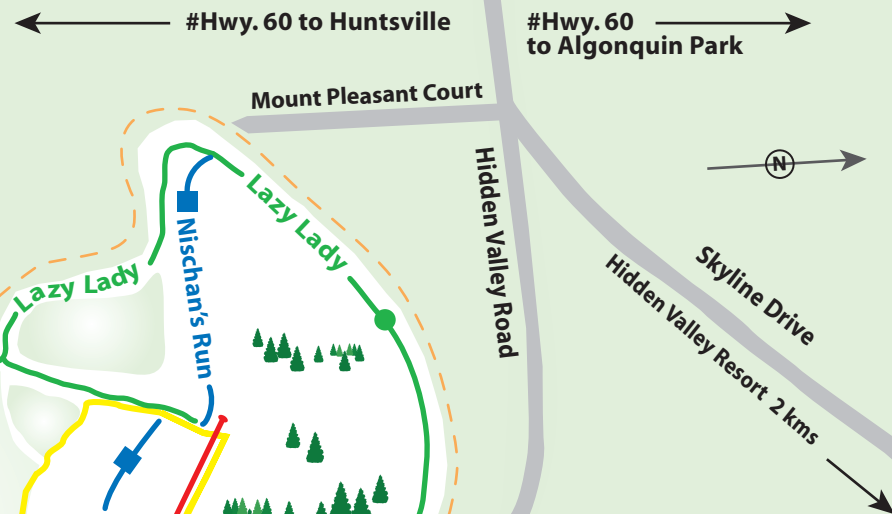 #Hwy. 60 to Huntsville
#Hwy. 60
to Algonquin Park
Mount Pleasant Court
N
Hidden Valley Road
Lazy Lady
Skyline Drive
Lazy Lady
Nischan's Run
Hidden Valley Resort 2 kms